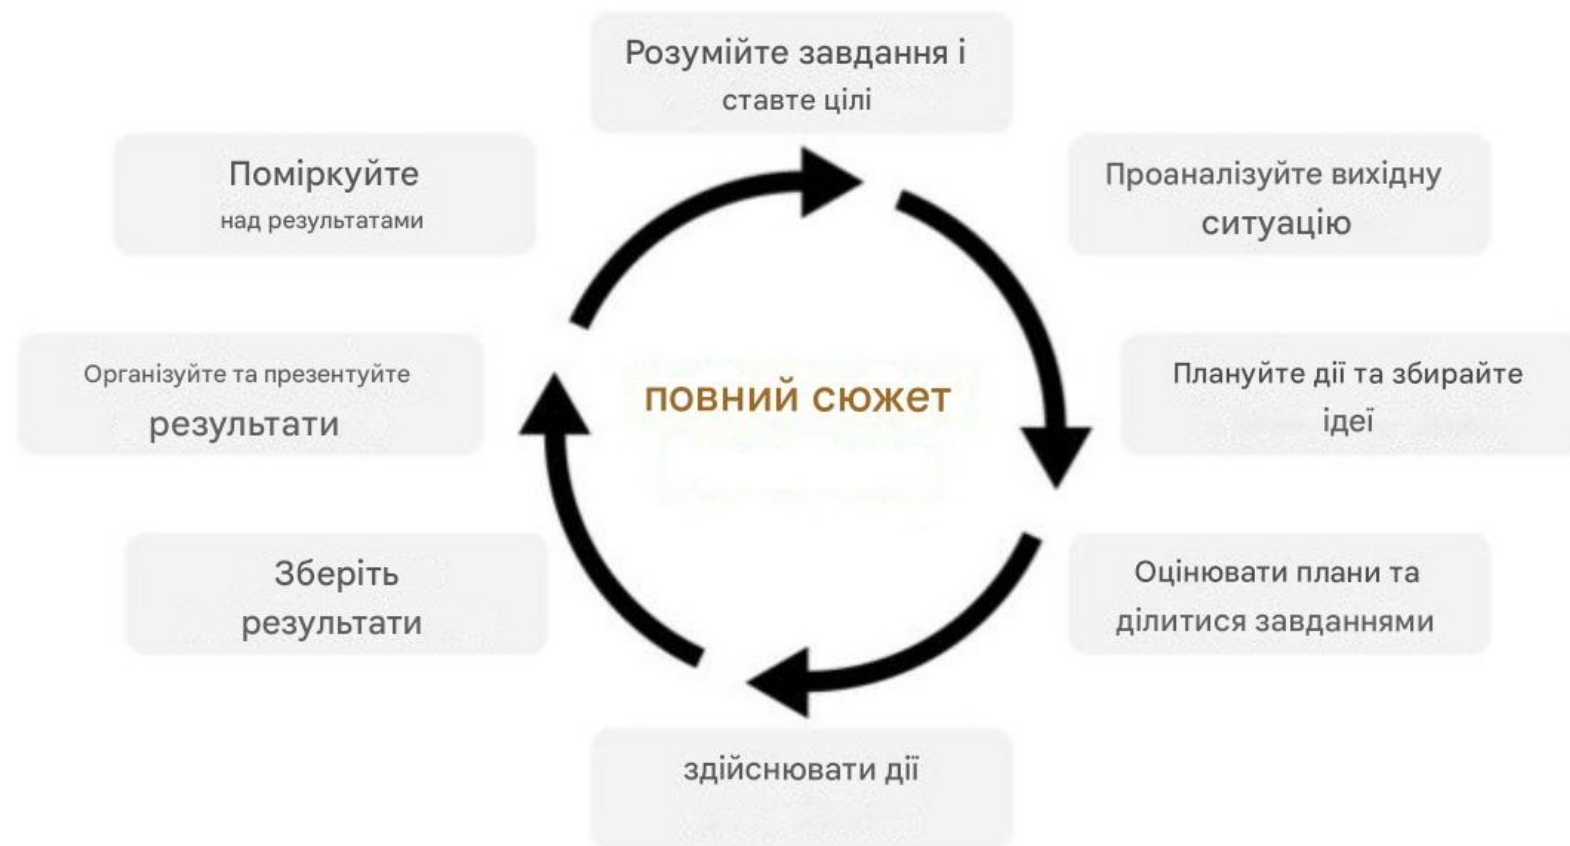 Розумійте завдання і
ставте цілі
Проаналізуйте вихідну
ситуацію
Плануйте дії та збирайте
ідеї
Оцінювати плани та
ділитися завданнями
здійснювати дії
Зберіть
результати
Організуйте та презентуйте
результати
Поміркуйте
над результатами
повний сюжет